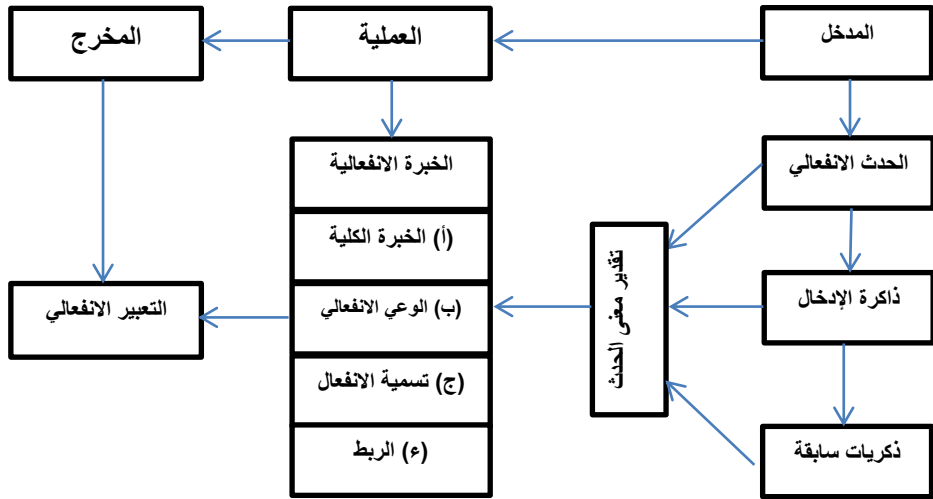 المدخل
العملية
المخرج
الحدث الانفعالي
ذاكرة الإدخال
ذكريات سابقة
تقدير معنى الحدث
الخبرة الانفعالية
(أ) الخبرة الكلية
(ب) الوعي الانفعالي
(ج) تسمية الانفعال
(ء) الربط
التعبير الانفعالي